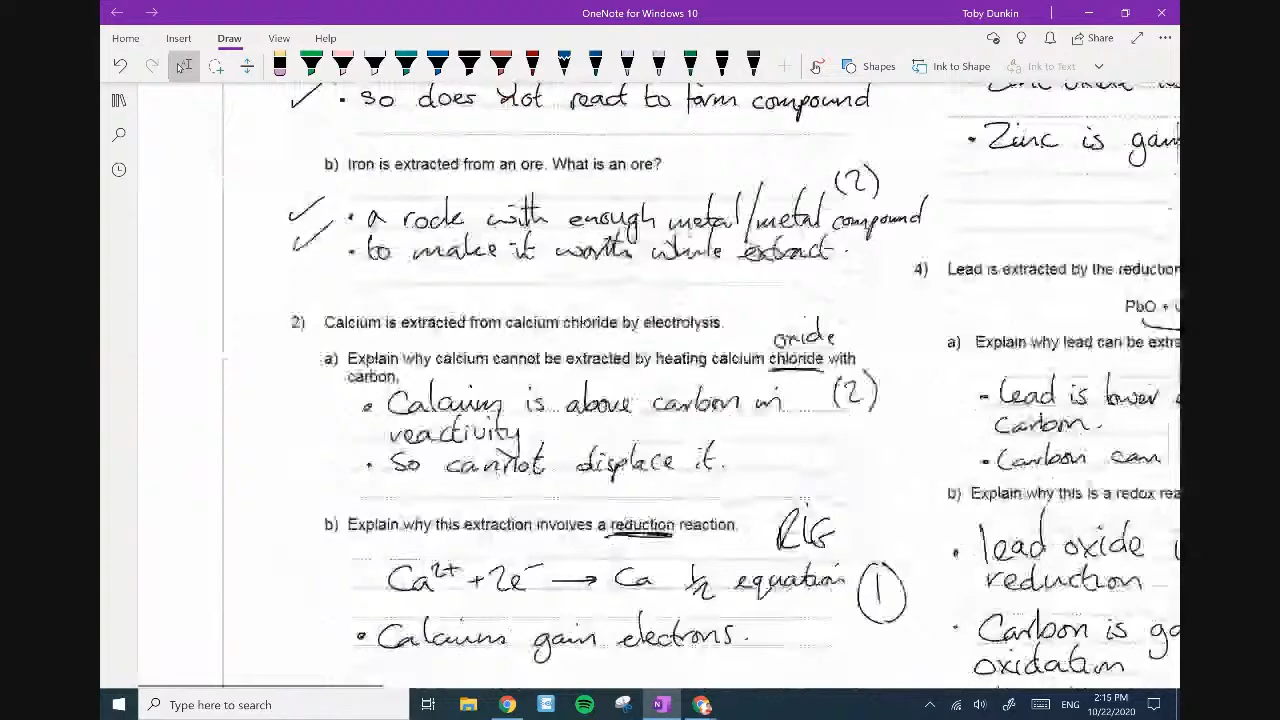 OneNote for Windows 10
Toby Dunkin
Home Insert Draw View Help
Share
Shapes Ink to Shape Ink to Text
• so does not react to form compound
b) Iron is extracted from an ore. What is an ore?
(2)
• a rock with enough metal/metal compound
• to make it worth while extract.
2) Calcium is extracted from calcium chloride by electrolysis.
oxide
a) Explain why calcium cannot be extracted by heating calcium chloride with
carbon.
(2)
• Calcium is above carbon in
reactivity
• So cannot displace it.
b) Explain why this extraction involves a reduction reaction.
RIG
Ca2+ + 2e- → Ca ½ equation
1
• Calcium gain electrons.
• Zinc is gain
4) Lead is extracted by the reduction
PbO +
a) Explain why lead can be extra
• Lead is lower
Carbon.
• Carbon can
b) Explain why this is a redox rea
• lead oxide
reduction
• Carbon is go
oxidation
Type here to search
ENG
2:15 PM
10/22/2020